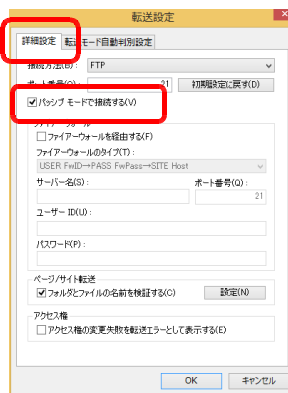 転送設定
詳細設定 転送モード自動判別設定
接続方法(B): FTP
ポート番号(O): 21 初期設定に戻す(D)
パッシブ モードで接続する(V)
ファイアーウォール
ファイアーウォールを経由する(F)
ファイアーウォールのタイプ(T):
USER FwID→PASS FwPass→SITE Host
サーバー名(S): ポート番号(Q):
21
ユーザー ID(U):
パスワード(P):
ページ/サイト転送
フォルダとファイルの名前を検証する(C) 設定(N)
アクセス権
アクセス権の変更失敗を転送エラーとして表示する(E)
OK キャンセル